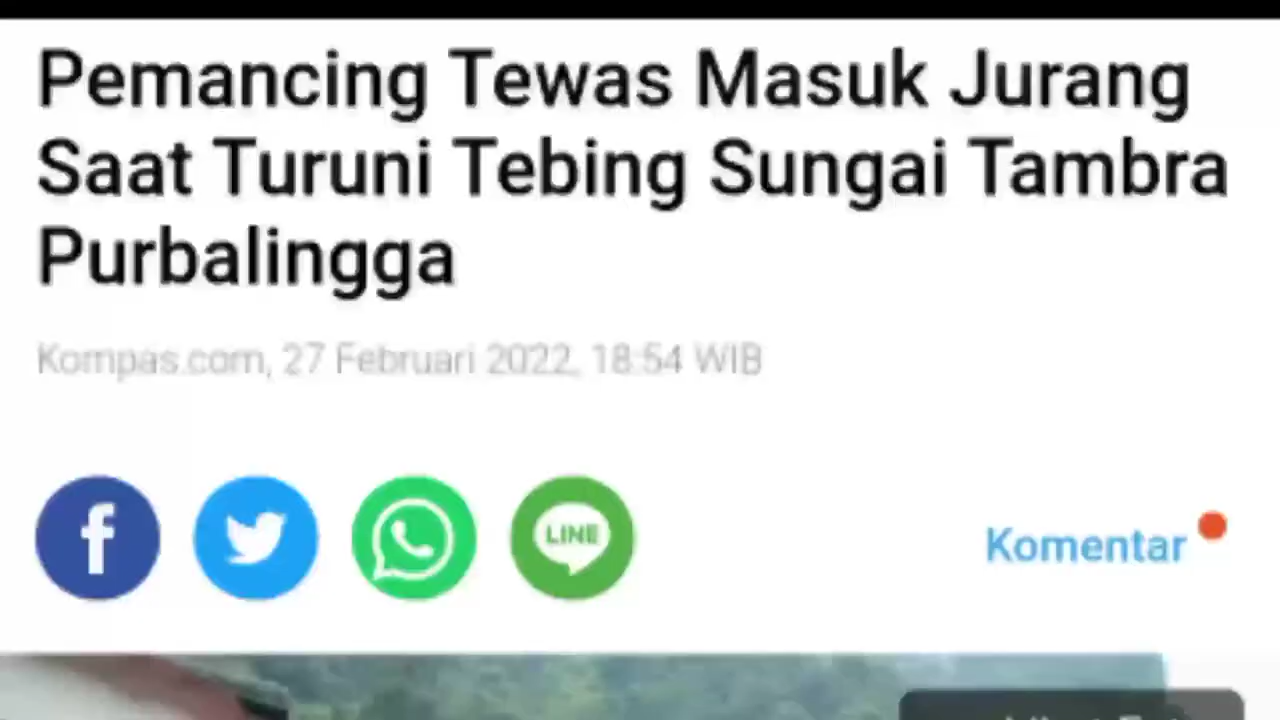 Pemancing Tewas Masuk Jurang
Saat Turuni Tebing Sungai Tambra
Purbalingga
Kompas.com, 27 Februari 2022, 18:54 WIB
LINE
Komentar